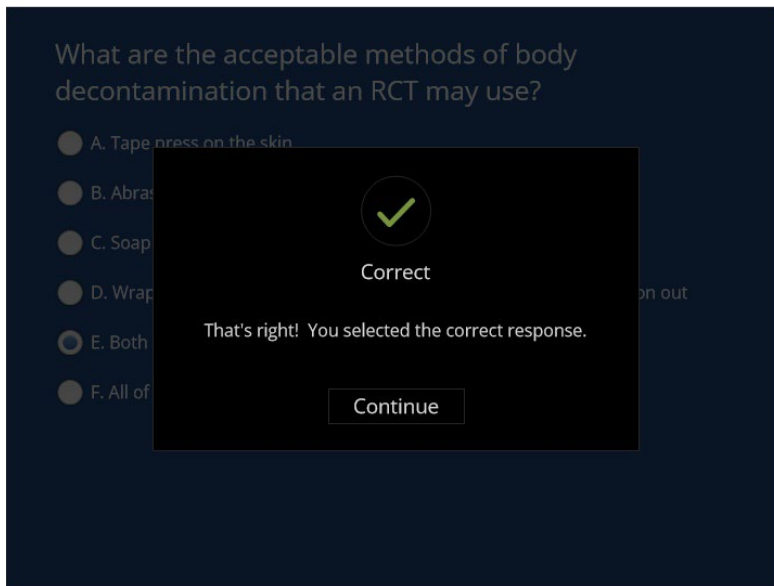 What are the acceptable methods of body
decontamination that an RCT may use?
A. Tape press on the skin
B. Abras
C. Soap
D. Wrap
on out
E. Both
F. All of
Correct
That's right! You selected the correct response.
Continue